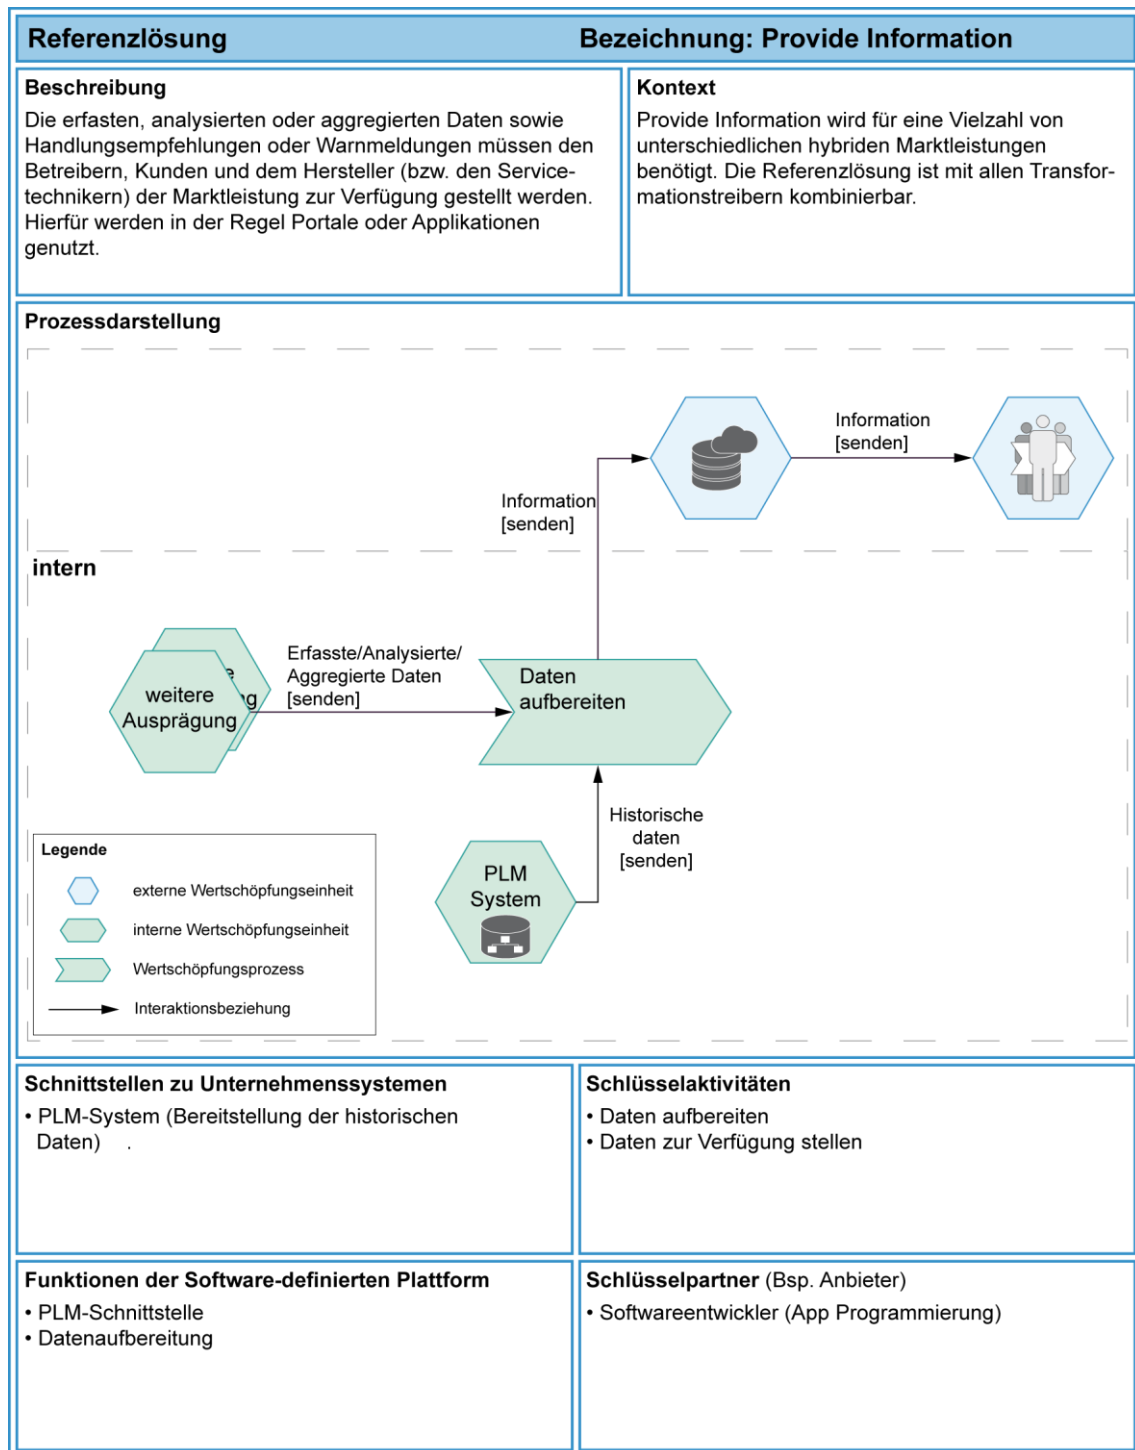 Referenzlösung
Bezeichnung: Provide Information
Beschreibung
Die erfassten, analysierten oder aggregierten Daten sowie
Handlungsempfehlungen oder Warnmeldungen müssen den
Betreibern, Kunden und dem Hersteller (bzw. den Service-
technikern) der Marktleistung zur Verfügung gestellt werden.
Hierfür werden in der Regel Portale oder Applikationen
genutzt.
Kontext
Provide Information wird für eine Vielzahl von
unterschiedlichen hybriden Marktleistungen
benötigt. Die Referenzlösung ist mit allen Transfor-
mationstreibern kombinierbar.
Prozessdarstellung
Information
[senden]
Information
[senden]
intern
weitere
Ausprägung
e
ng
Erfasste/Analysierte/
Aggregierte Daten
[senden]
Daten
aufbereiten
Historische
daten
[senden]
PLM
System
Legende
externe Wertschöpfungseinheit
interne Wertschöpfungseinheit
Wertschöpfungsprozess
Interaktionsbeziehung
Schnittstellen zu Unternehmenssystemen
• PLM-System (Bereitstellung der historischen
Daten) .
Schlüsselaktivitäten
• Daten aufbereiten
• Daten zur Verfügung stellen
Funktionen der Software-definierten Plattform
• PLM-Schnittstelle
• Datenaufbereitung
Schlüsselpartner (Bsp. Anbieter)
• Softwareentwickler (App Programmierung)